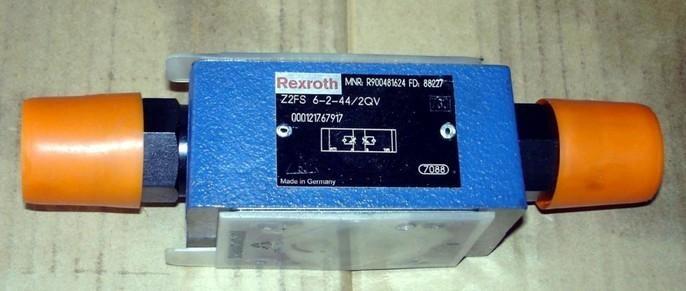 Rexroth MNR: R900481624 FD: 88227
Z2FS 6-2-44/2QV
000121767917
7088
Made in Germany